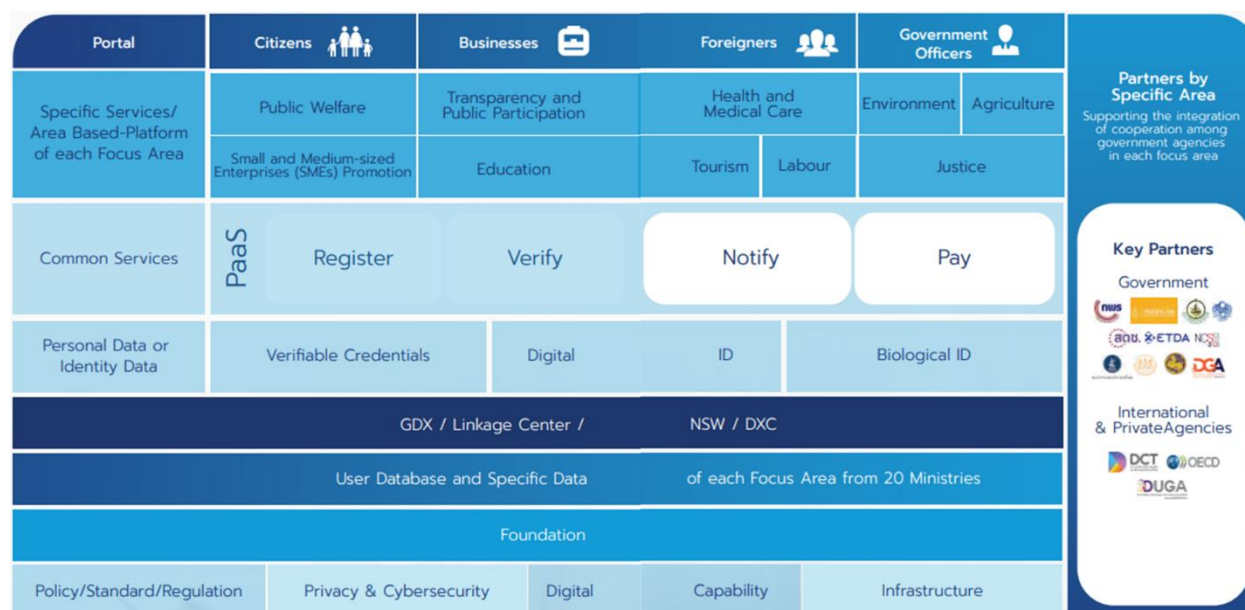 Portal
Citizens
Businesses
Foreigners
Government
Officers
Specific Services/
Area Based-Platform
of each Focus Area
Public Welfare
Transparency and
Public Participation
Health and
Medical Care
Environment
Agriculture
Small and Medium-sized
Enterprises (SMEs) Promotion
Education
Tourism
Labour
Justice
Common Services
PaaS
Register
Verify
Notify
Pay
Personal Data or
Identity Data
Verifiable Credentials
Digital
ID
Biological ID
GDX / Linkage Center /
NSW / DXC
User Database and Specific Data
of each Focus Area from 20 Ministries
Foundation
Policy/Standard/Regulation
Privacy & Cybersecurity
Digital
Capability
Infrastructure
Partners by
Specific Area
Supporting the integration
of cooperation among
government agencies
in each focus area
Key Partners
Government
สดช.
ETDA
DGA
International
& PrivateAgencies
DCT
OECD
DUGA